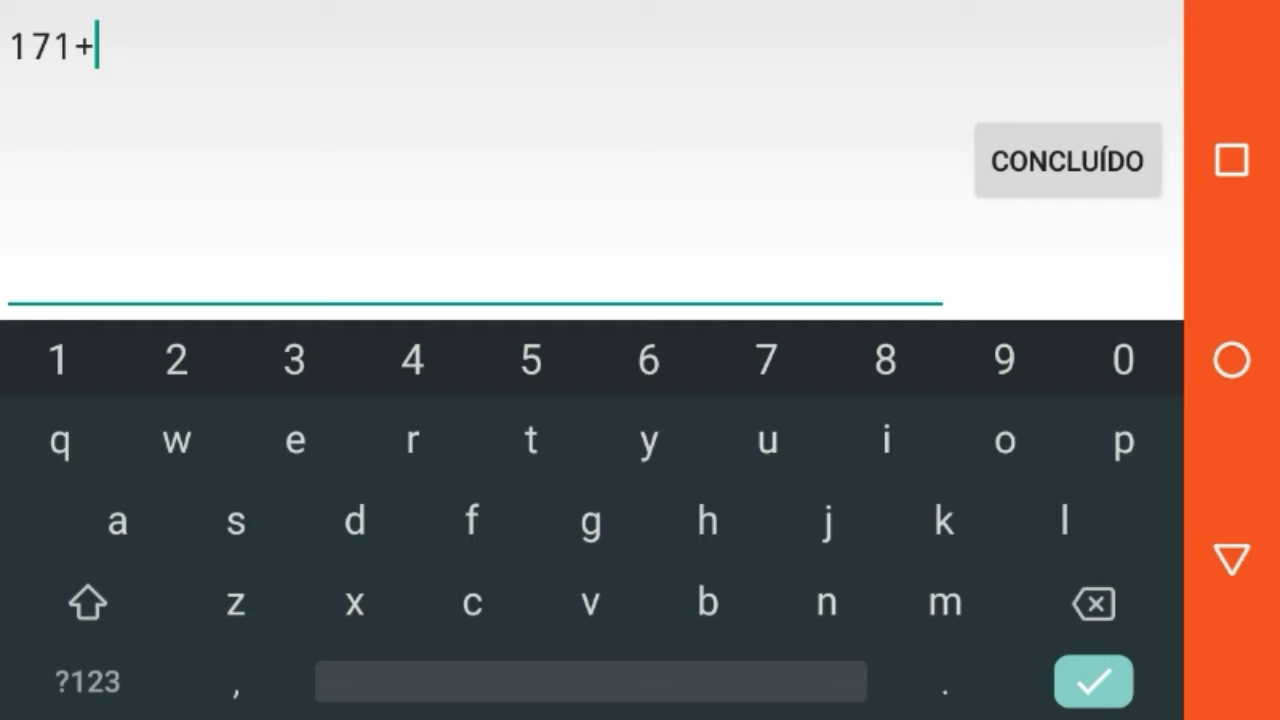 171+
CONCLUÍDO
1 2 3 4 5 6 7 8 9 0
q w e r t y u i o p
a s d f g h j k l
z x c v b n m
?123 , .